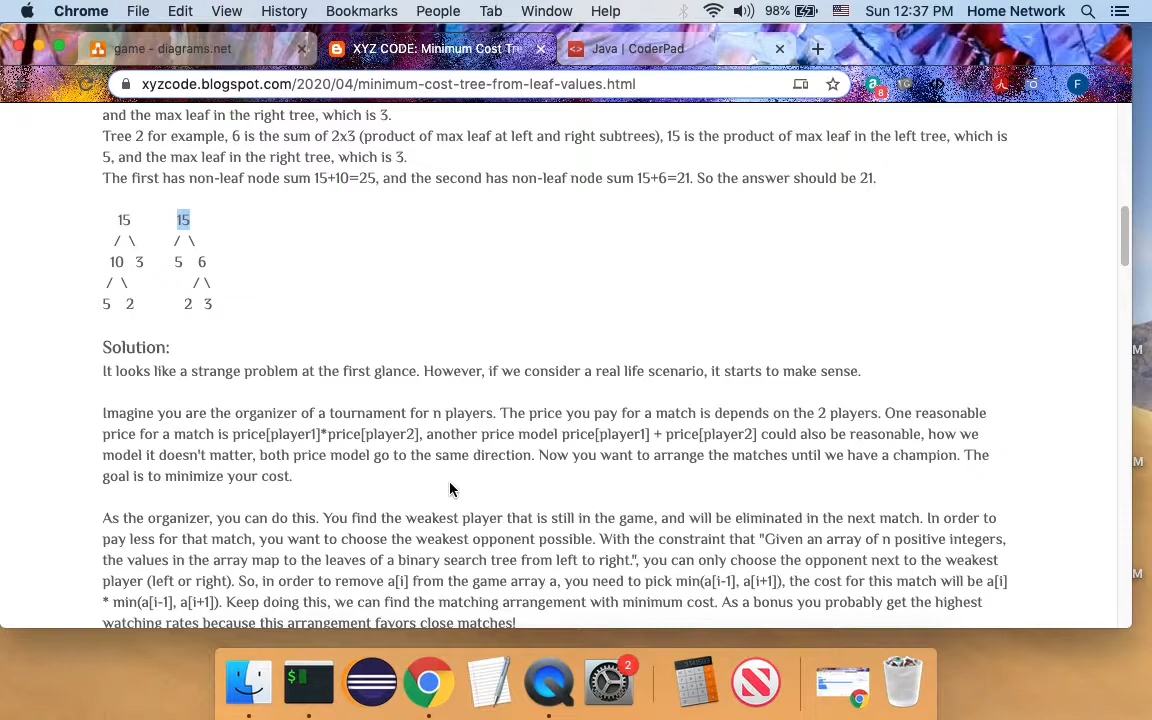 Chrome File Edit View History Bookmarks People Tab Window Help 98% Sun 12:37 PM Home Network
game - diagrams.net XYZ CODE: Minimum Cost Tre Java | CoderPad
xyzcode.blogspot.com/2020/04/minimum-cost-tree-from-leaf-values.html 8 F
and the max leaf in the right tree, which is 3.
Tree 2 for example, 6 is the sum of 2x3 (product of max leaf at left and right subtrees), 15 is the product of max leaf in the left tree, which is
5, and the max leaf in the right tree, which is 3.
The first has non-leaf node sum 15+10=25, and the second has non-leaf node sum 15+6=21. So the answer should be 21.
15 15
/ \ / \
10 3 5 6
/ \ /\
5 2 2 3
Solution:
It looks like a strange problem at the first glance. However, if we consider a real life scenario, it starts to make sense.
Imagine you are the organizer of a tournament for n players. The price you pay for a match is depends on the 2 players. One reasonable
price for a match is price[player1]*price[player2], another price model price[player1] + price[player2] could also be reasonable, how we
model it doesn't matter, both price model go to the same direction. Now you want to arrange the matches until we have a champion. The
goal is to minimize your cost.
As the organizer, you can do this. You find the weakest player that is still in the game, and will be eliminated in the next match. In order to
pay less for that match, you want to choose the weakest opponent possible. With the constraint that "Given an array of n positive integers,
the values in the array map to the leaves of a binary search tree from left to right.", you can only choose the opponent next to the weakest
player (left or right). So, in order to remove a[i] from the game array a, you need to pick min(a[i-1], a[i+1]), the cost for this match will be a[i]
* min(a[i-1], a[i+1]). Keep doing this, we can find the matching arrangement with minimum cost. As a bonus you probably get the highest
watching rates because this arrangement favors close matches!
M
M
M
$
2